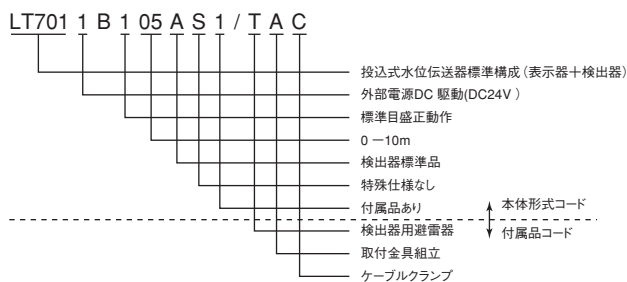 LT701 1 B 1 05 A S 1 / T A C
投込式水位伝送器標準構成（表示器＋検出器）
外部電源DC 駆動(DC24V )
標準目盛正動作
0 －10m
検出器標準品
特殊仕様なし
付属品あり 本体形式コード
検出器用避雷器 付属品コード
取付金具組立
ケーブルクランプ